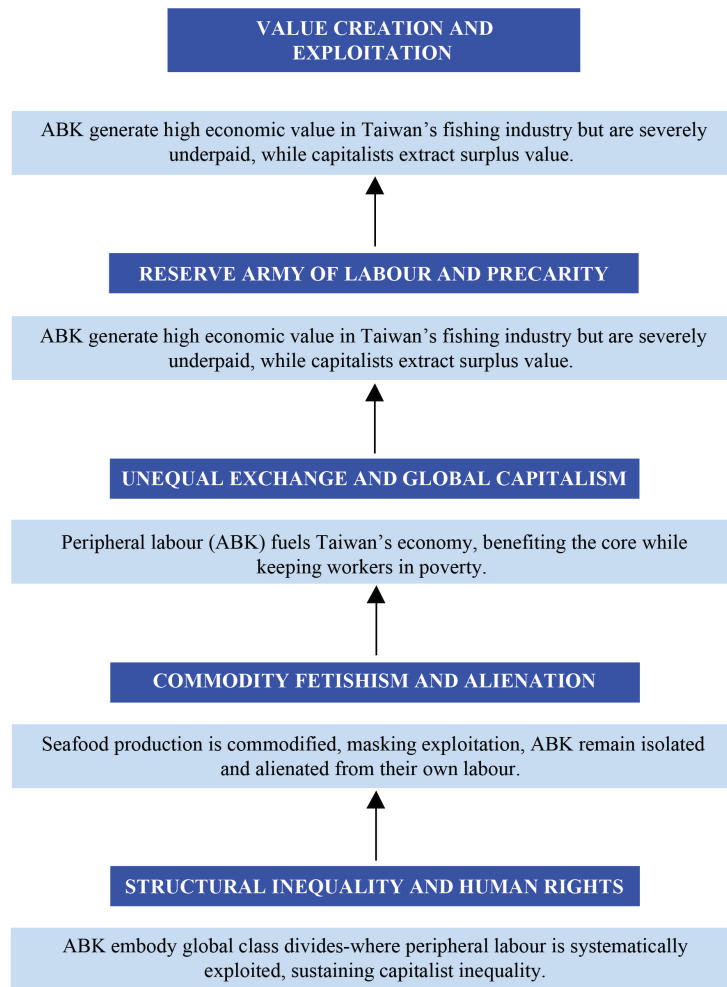 VALUE CREATION AND
EXPLOITATION
ABK generate high economic value in Taiwan’s fishing industry but are severely
underpaid, while capitalists extract surplus value.
RESERVE ARMY OF LABOUR AND PRECARITY
ABK generate high economic value in Taiwan’s fishing industry but are severely
underpaid, while capitalists extract surplus value.
UNEQUAL EXCHANGE AND GLOBAL CAPITALISM
Peripheral labour (ABK) fuels Taiwan’s economy, benefiting the core while
keeping workers in poverty.
COMMODITY FETISHISM AND ALIENATION
Seafood production is commodified, masking exploitation, ABK remain isolated
and alienated from their own labour.
STRUCTURAL INEQUALITY AND HUMAN RIGHTS
ABK embody global class divides-where peripheral labour is systematically
exploited, sustaining capitalist inequality.